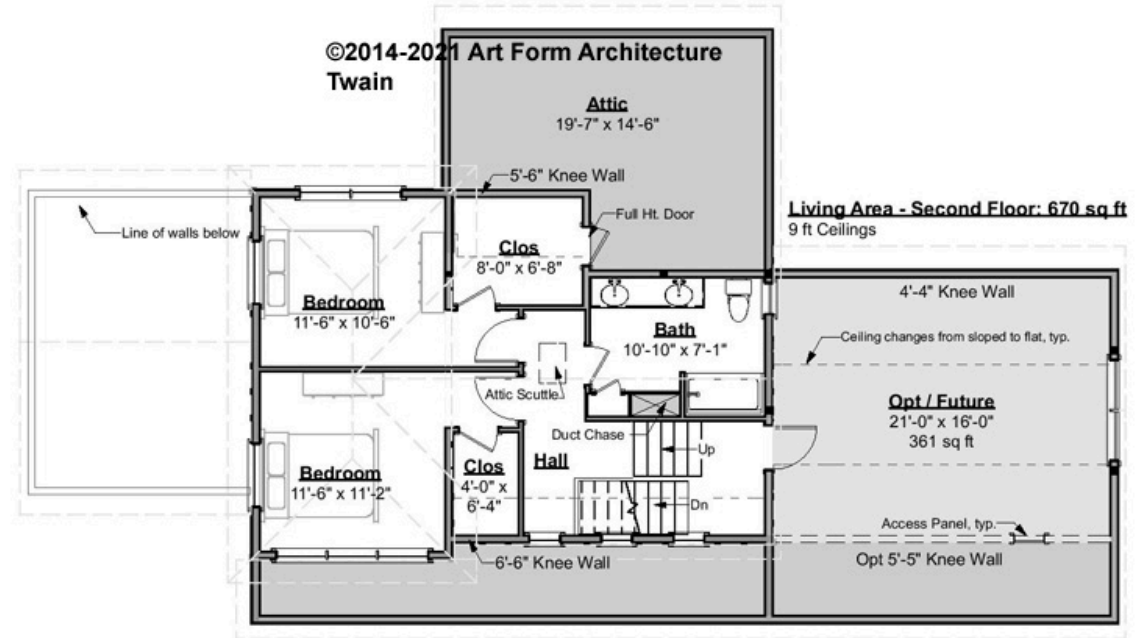 ©2014-2021 Art Form Architecture
Twain
Attic
19'-7" x 14'-6"
5'-6" Knee Wall
Full Ht. Door
Living Area - Second Floor: 670 sq ft
9 ft Ceilings
Line of walls below
Clos
8'-0" x 6'-8"
Bedroom
11'-6" x 10'-6"
Bath
10'-10" x 7'-1"
4'-4" Knee Wall
Ceiling changes from sloped to flat, typ.
Attic Scuttle
Opt / Future
21'-0" x 16'-0"
361 sq ft
Duct Chase
Up
Hall
Clos
4'-0" x
6'-4"
Bedroom
11'-6" x 11'-2"
Dn
Access Panel, typ.
6'-6" Knee Wall
Opt 5'-5" Knee Wall